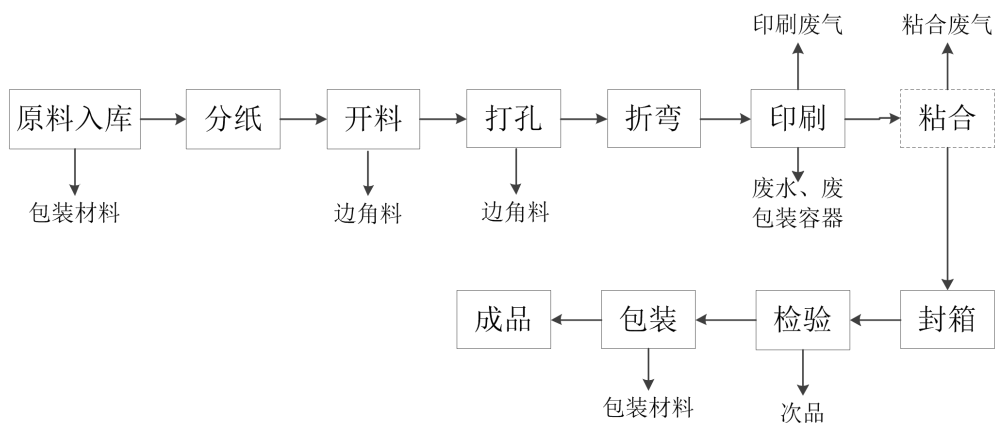 印刷废气
粘合废气
原料入库
分纸
开料
打孔
折弯
印刷
粘合
包装材料
边角料
边角料
废水、废
包装容器
成品
包装
检验
封箱
包装材料
次品